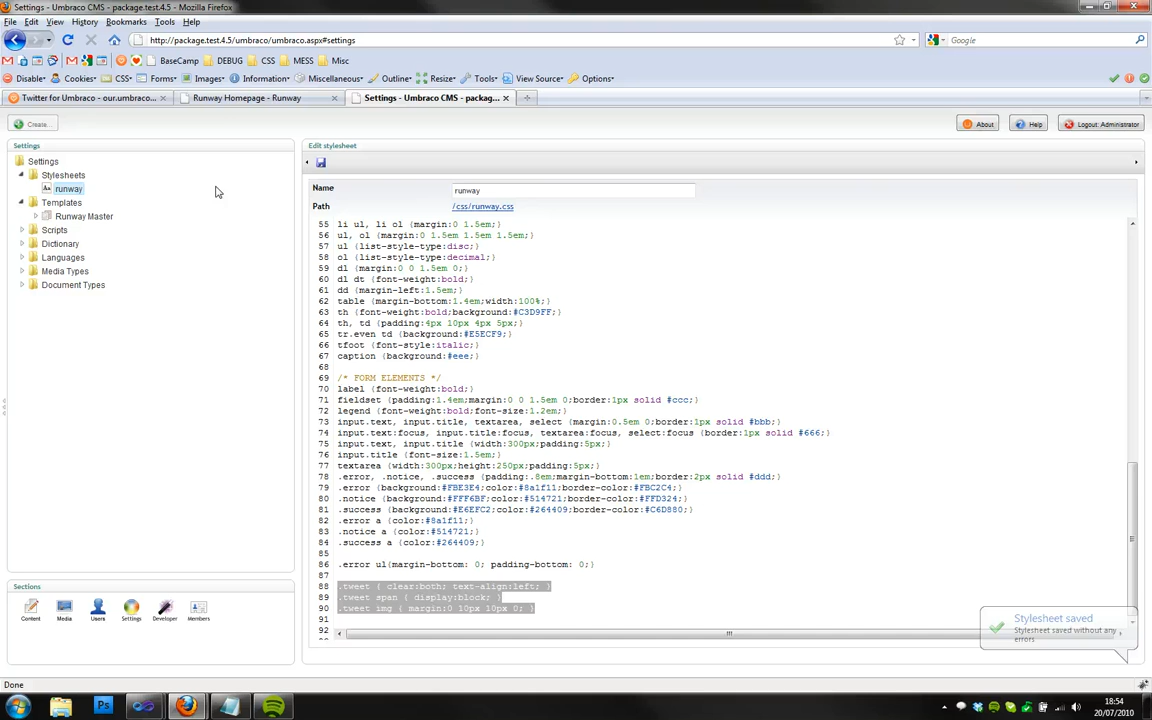 Settings - Umbraco CMS - package.test.4.5 - Mozilla Firefox
File Edit View History Bookmarks Tools Help
http://package.test.4.5/umbraco/umbraco.aspx#settings
Google
BaseCamp DEBUG CSS MESS Misc
Disable▾ Cookies▾ CSS▾ Forms▾ Images▾ Information▾ Miscellaneous▾ Outline▾ Resize▾ Tools▾ View Source▾ Options▾
Twitter for Umbraco - our.umbraco... Runway Homepage - Runway Settings - Umbraco CMS - packag...
Create... About Help Logout: Administrator
Settings
Settings
Stylesheets
runway
Templates
Runway Master
Scripts
Dictionary
Languages
Media Types
Document Types
Sections
Content Media Users Settings Developer Members
Edit stylesheet
Name runway
Path /css/runway.css
55 li ul, li ol {margin:0 1.5em;}
56 ul, ol {margin:0 1.5em 1.5em 1.5em;}
57 ul {list-style-type:disc;}
58 ol {list-style-type:decimal;}
59 dl {margin:0 0 1.5em 0;}
60 dl dt {font-weight:bold;}
61 dd {margin-left:1.5em;}
62 table {margin-bottom:1.4em;width:100%;}
63 th {font-weight:bold;background:#C3D9FF;}
64 th, td {padding:4px 10px 4px 5px;}
65 tr.even td {background:#E5ECF9;}
66 tfoot {font-style:italic;}
67 caption {background:#eee;}
68
69 /* FORM ELEMENTS */
70 label {font-weight:bold;}
71 fieldset {padding:1.4em;margin:0 0 1.5em 0;border:1px solid #ccc;}
72 legend {font-weight:bold;font-size:1.2em;}
73 input.text, input.title, textarea, select {margin:0.5em 0;border:1px solid #bbb;}
74 input.text:focus, input.title:focus, textarea:focus, select:focus {border:1px solid #666;}
75 input.text, input.title {width:300px;padding:5px;}
76 input.title {font-size:1.5em;}
77 textarea {width:300px;height:250px;padding:5px;}
78 .error, .notice, .success {padding:.8em;margin-bottom:1em;border:2px solid #ddd;}
79 .error {background:#FBE3E4;color:#8a1f11;border-color:#FBC2C4;}
80 .notice {background:#FFF6BF;color:#514721;border-color:#FFD324;}
81 .success {background:#E6EFC2;color:#264409;border-color:#C6D880;}
82 .error a {color:#8a1f11;}
83 .notice a {color:#514721;}
84 .success a {color:#264409;}
85
86 .error ul{margin-bottom: 0; padding-bottom: 0;}
87
88 .tweet { clear:both; text-align:left; }
89 .tweet span { display:block; }
90 .tweet img { margin:0 10px 10px 0; }
91
92
Stylesheet saved
Stylesheet saved without any
errors
Done
Ps
18:54
20/07/2010